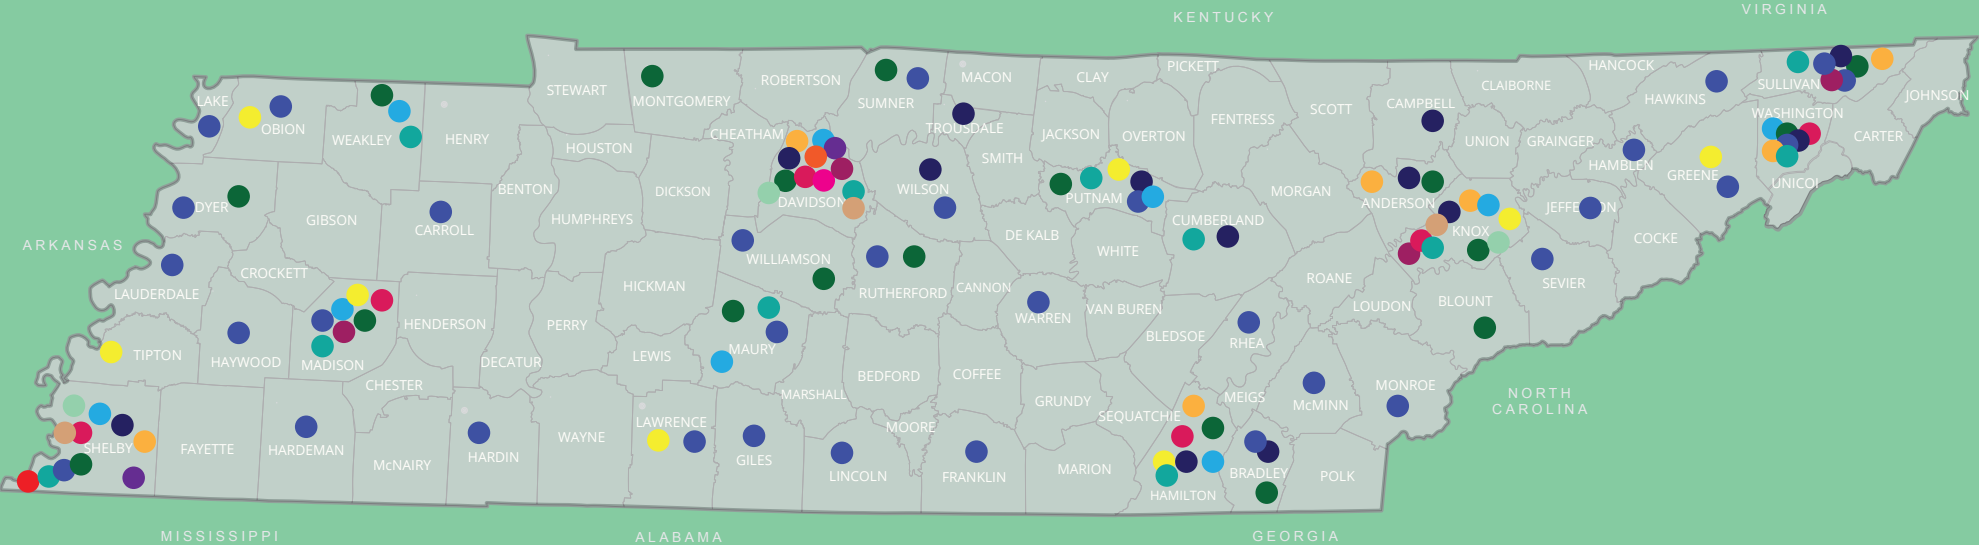 VIRGINIA
KENTUCKY
PICKETT
HANCOCK
ROBERTSON
MACON
CLAY
CLAIBORNE
SULLIVAN
STEWART
LAKE
MONTGOMERY
SUMNER
SCOTT
CAMPBELL
HAWKINS
JOHNSON
OBION
WEAKLEY
HENRY
CHEATHAM
TROUSDALE
JACKSON
OVERTON
FENTRESS
UNION
GRAINGER
WASHINGTON
CARTER
HOUSTON
SMITH
HAMBLEN
GREENE
UNICOI
BENTON
DICKSON
WILSON
MORGAN
DYER
GIBSON
CARROLL
HUMPHREYS
DAVIDSON
PUTNAM
CUMBERLAND
ANDERSON
JEFFERSON
ARKANSAS
DE KALB
WHITE
KNOX
COCKE
CROCKETT
WILLIAMSON
LAUDERDALE
HICKMAN
RUTHERFORD
CANNON
ROANE
SEVIER
HENDERSON
PERRY
WARREN
VAN BUREN
LOUDON
BLOUNT
TIPTON
HAYWOOD
MADISON
DECATUR
LEWIS
MAURY
BLEDSOE
RHEA
CHESTER
MARSHALL
BEDFORD
COFFEE
GRUNDY
SEQUATCHIE
MEIGS
McMINN
MONROE
NORTH
CAROLINA
SHELBY
FAYETTE
HARDEMAN
McNAIRY
HARDIN
WAYNE
LAWRENCE
GILES
MOORE
LINCOLN
FRANKLIN
MARION
HAMILTON
BRADLEY
POLK
MISSISSIPPI
ALABAMA
GEORGIA